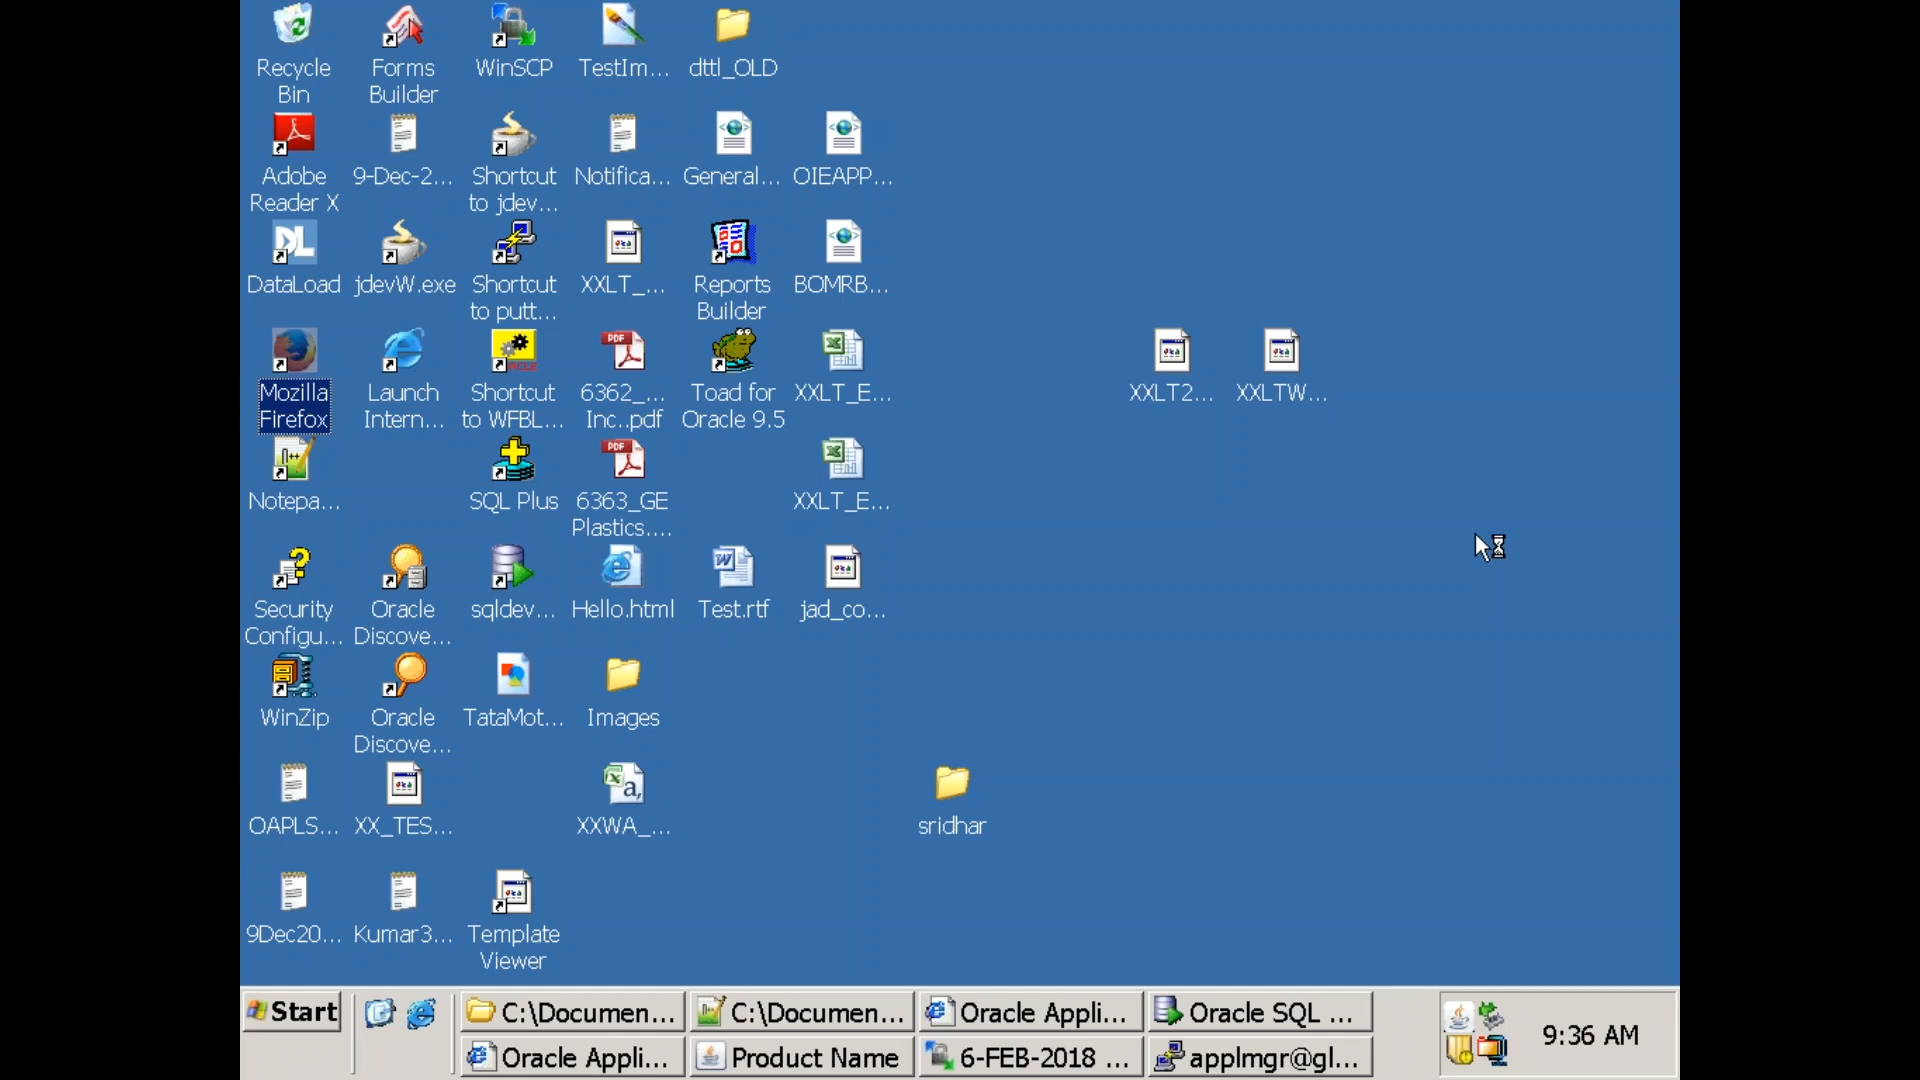 Recycle
Bin
Forms
Builder
WinSCP
TestIm...
dttl_OLD
Adobe
Reader X
9-Dec-2...
Shortcut
to jdev...
Notifica...
General...
OIEAPP...
DataLoad
jdevW.exe
Shortcut
to putt...
XXLT_...
Reports
Builder
BOMRB...
Mozilla
Firefox
Launch
Intern...
Shortcut
to WFBL...
6362_...
Inc..pdf
Toad for
Oracle 9.5
XXLT_E...
XXLT2...
XXLTW...
Notepa...
SQL Plus
6363_GE
Plastics....
XXLT_E...
Security
Configu...
Oracle
Discove...
sqldev...
Hello.html
Test.rtf
jad_co...
WinZip
Oracle
Discove...
TataMot...
Images
OAPLS...
XX_TES...
XXWA_...
sridhar
9Dec20...
Kumar3...
Template
Viewer
Start
C:\Documen...
C:\Documen...
Oracle Appli...
Oracle SQL ...
Oracle Appli...
Product Name
6-FEB-2018 ...
applmgr@gl...
9:36 AM